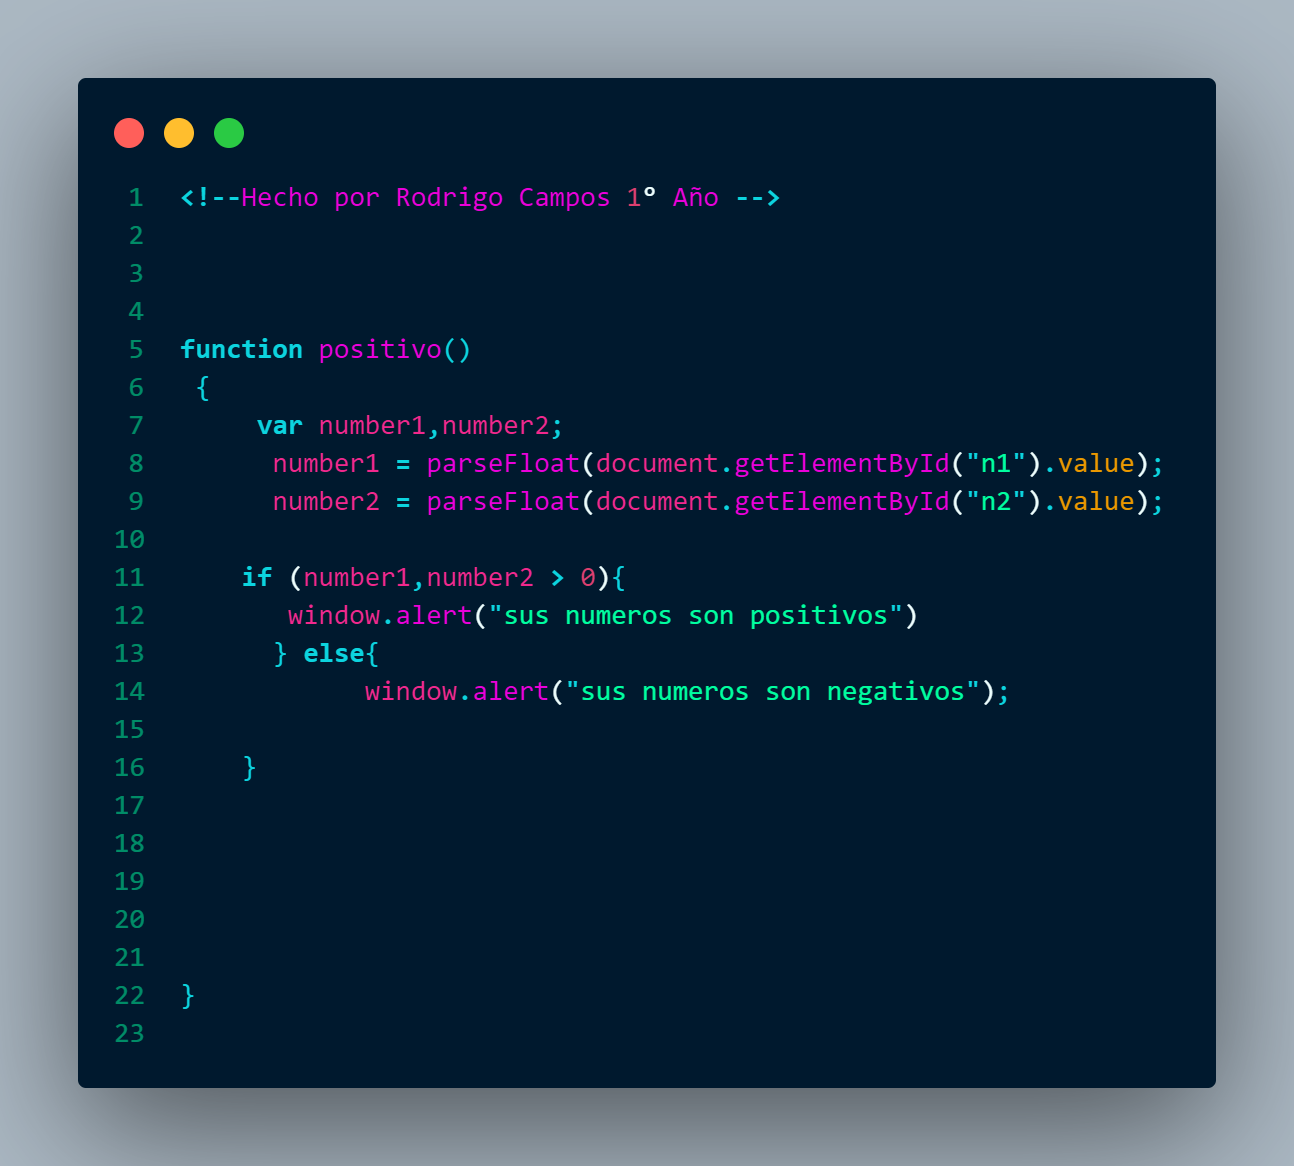 1 <!--Hecho por Rodrigo Campos 1º Año -->
2
3
4
5 function positivo()
6  {
7      var number1,number2;
8       number1 = parseFloat(document.getElementById("n1").value);
9       number2 = parseFloat(document.getElementById("n2").value);
10
11     if (number1,number2 > 0){
12        window.alert("sus numeros son positivos")
13       } else{
14             window.alert("sus numeros son negativos");
15
16     }
17
18
19
20
21
22 }
23